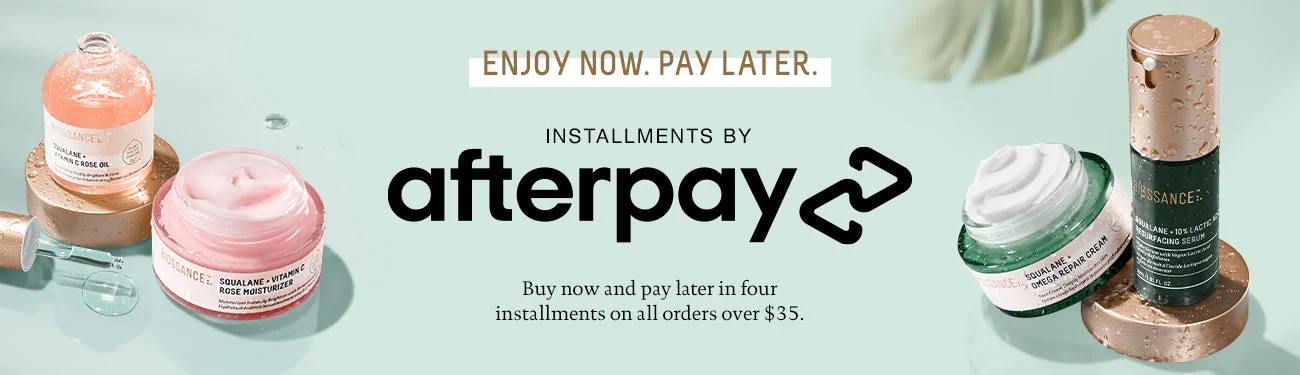 ENJOY NOW. PAY LATER.
INSTALLMENTS BY
afterpay
Buy now and pay later in four
installments on all orders over $35.
BIOSSANCE
SQUALANE +
VITAMIN C ROSE OIL
BIOSSANCE
SQUALANE + VITAMIN C
ROSE MOISTURIZER
BIOSSANCE
SQUALANE +
OMEGA REPAIR CREAM
BIOSSANCE
SQUALANE + 10% LACTIC ACID
RESURFACING SERUM